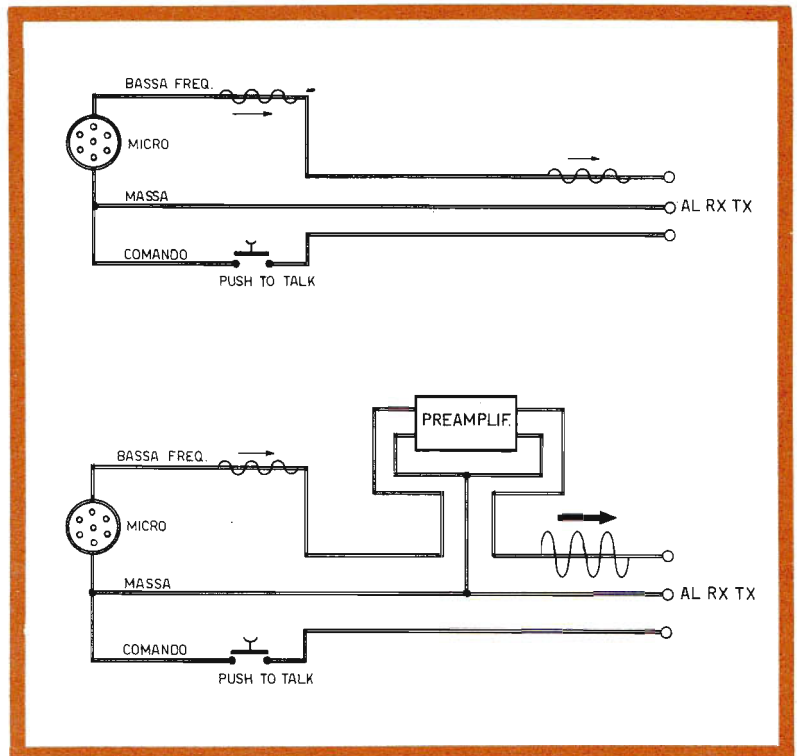 BASSA FREQ.
MICRO
MASSA
AL RX TX
COMANDO
PUSH TO TALK
PREAMPLIF.
BASSA FREQ.
MICRO
MASSA
AL RX TX
COMANDO
PUSH TO TALK